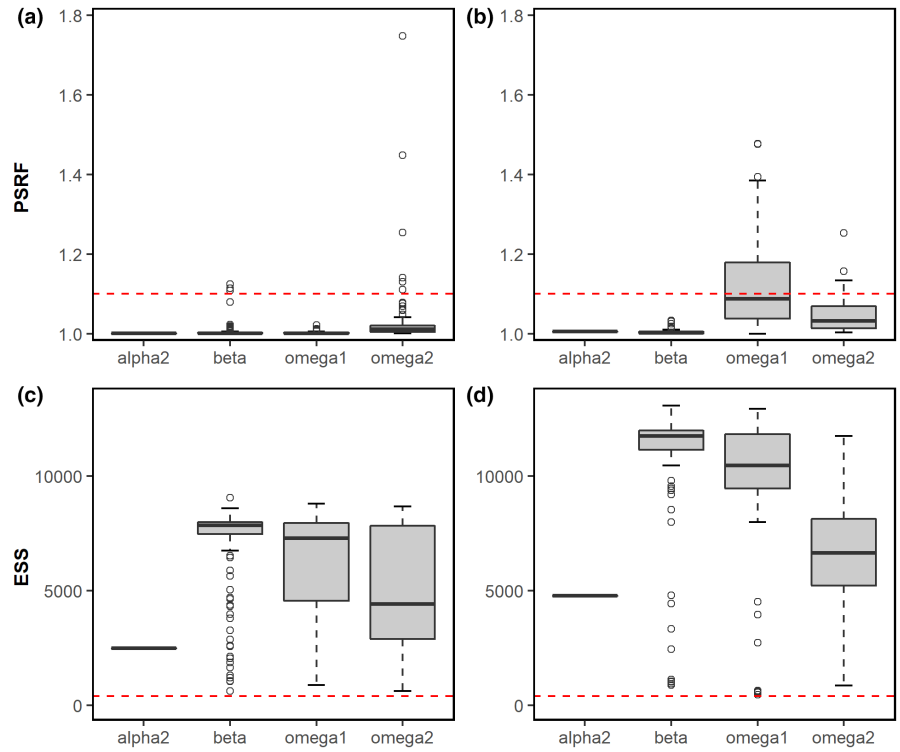 (a)
(b)
PSRF
1.8
1.6
1.4
1.2
1.0
alpha2 beta omega1 omega2
1.8
1.6
1.4
1.2
1.0
alpha2 beta omega1 omega2
(c)
(d)
ESS
10000
5000
0
alpha2 beta omega1 omega2
10000
5000
0
alpha2 beta omega1 omega2